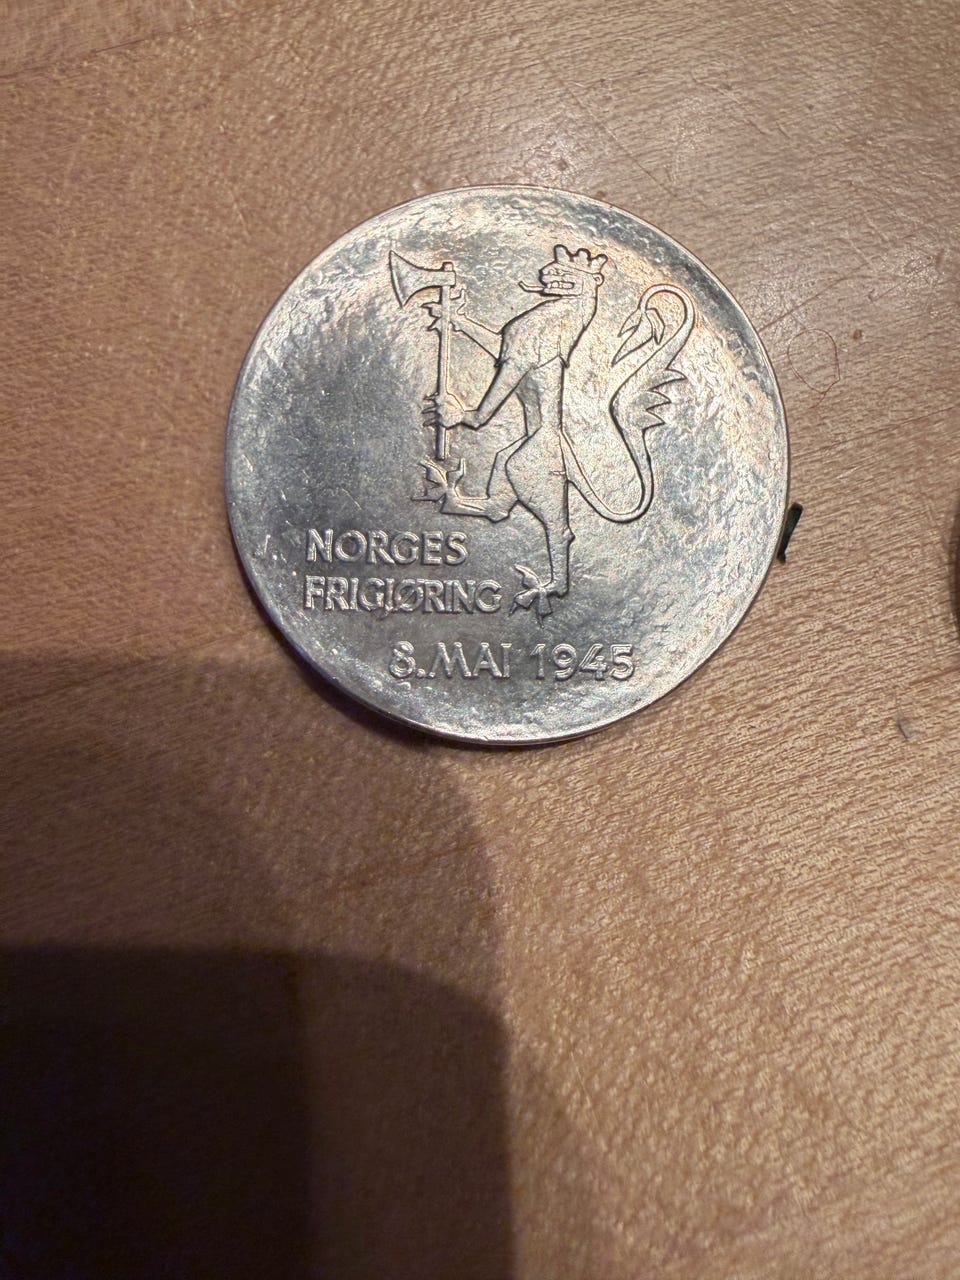 NORGES
FRIGJØRING
8. MAI 1945